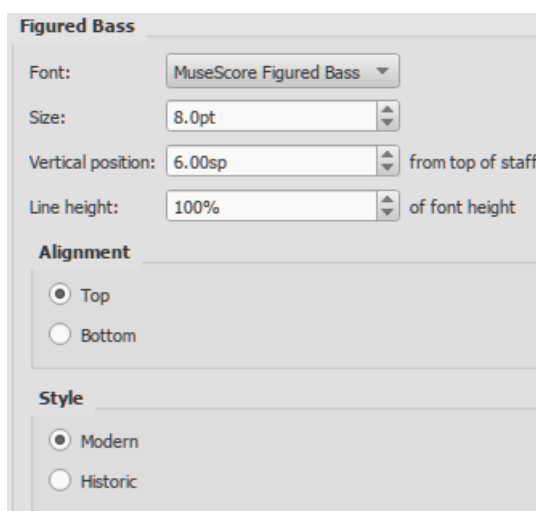 Figured Bass
Font: MuseScore Figured Bass
Size: 8.0pt
Vertical position: 6.00sp from top of staff
Line height: 100% of font height
Alignment
Top
Bottom
Style
Modern
Historic